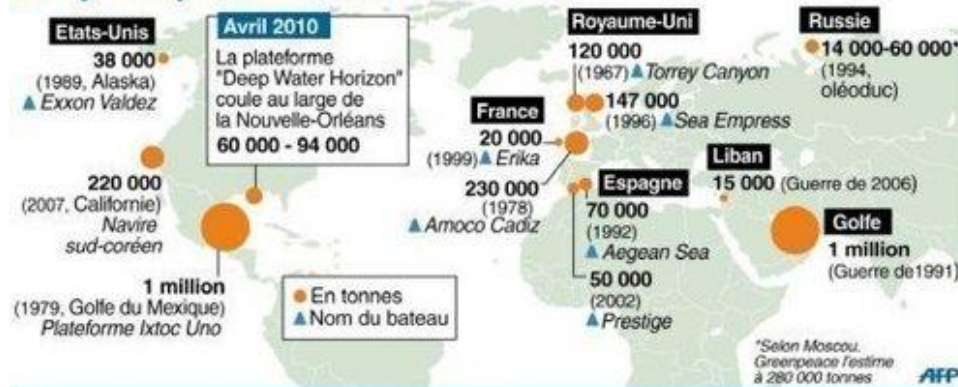 Etats-Unis
38 000
(1989, Alaska)
Exxon Valdez
Avril 2010
La plateforme
"Deep Water Horizon"
coule au large de
la Nouvelle-Orléans
60 000 - 94 000
220 000
(2007, Californie)
Navire
sud-coréen
1 million
(1979, Golfe du Mexique)
Plateforme Ixtoc Uno
En tonnes
Nom du bateau
Royaume-Uni
120 000
(1967) Torrey Canyon
147 000
(1996) Sea Empress
France
20 000
(1999) Erika
230 000
(1978)
Amoco Cadiz
Espagne
70 000
(1992)
Aegean Sea
50 000
(2002)
Prestige
Russie
14 000-60 000*
(1994,
oléoduc)
Liban
15 000 (Guerre de 2006)
Golfe
1 million
(Guerre de1991)
*Selon Moscou.
Greenpeace l'estime
à 280 000 tonnes
AFP